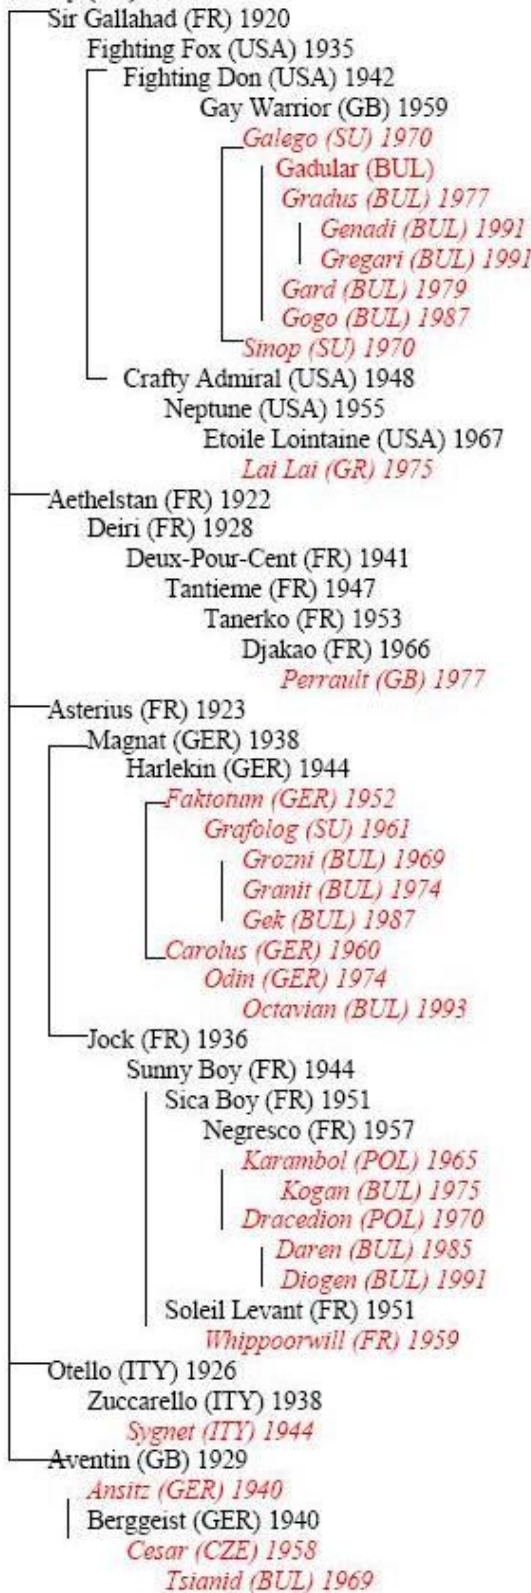 Sir Gallahad (FR) 1920
Fighting Fox (USA) 1935
Fighting Don (USA) 1942
Gay Warrior (GB) 1959
Galego (SU) 1970
Gadular (BUL)
Gradus (BUL) 1977
Genadi (BUL) 1991
Gregari (BUL) 1991
Gard (BUL) 1979
Gogo (BUL) 1987
Sinop (SU) 1970
Crafty Admiral (USA) 1948
Neptune (USA) 1955
Etoile Lointaine (USA) 1967
Lai Lai (GR) 1975
Aethelstan (FR) 1922
Deiri (FR) 1928
Deux-Pour-Cent (FR) 1941
Tantieme (FR) 1947
Tanerko (FR) 1953
Djakao (FR) 1966
Perrault (GB) 1977
Asterius (FR) 1923
Magnat (GER) 1938
Harlekin (GER) 1944
Faktotum (GER) 1952
Grafolog (SU) 1961
Grozni (BUL) 1969
Granit (BUL) 1974
Gek (BUL) 1987
Carolus (GER) 1960
Odin (GER) 1974
Octavian (BUL) 1993
Jock (FR) 1936
Sunny Boy (FR) 1944
Sica Boy (FR) 1951
Negresco (FR) 1957
Karambol (POL) 1965
Kogan (BUL) 1975
Dracedion (POL) 1970
Daren (BUL) 1985
Diogen (BUL) 1991
Soleil Levant (FR) 1951
Whippoorwill (FR) 1959
Otello (ITY) 1926
Zuccarello (ITY) 1938
Sygnet (ITY) 1944
Aventin (GB) 1929
Ansitz (GER) 1940
Berggeist (GER) 1940
Cesar (CZE) 1958
Tsianid (BUL) 1969